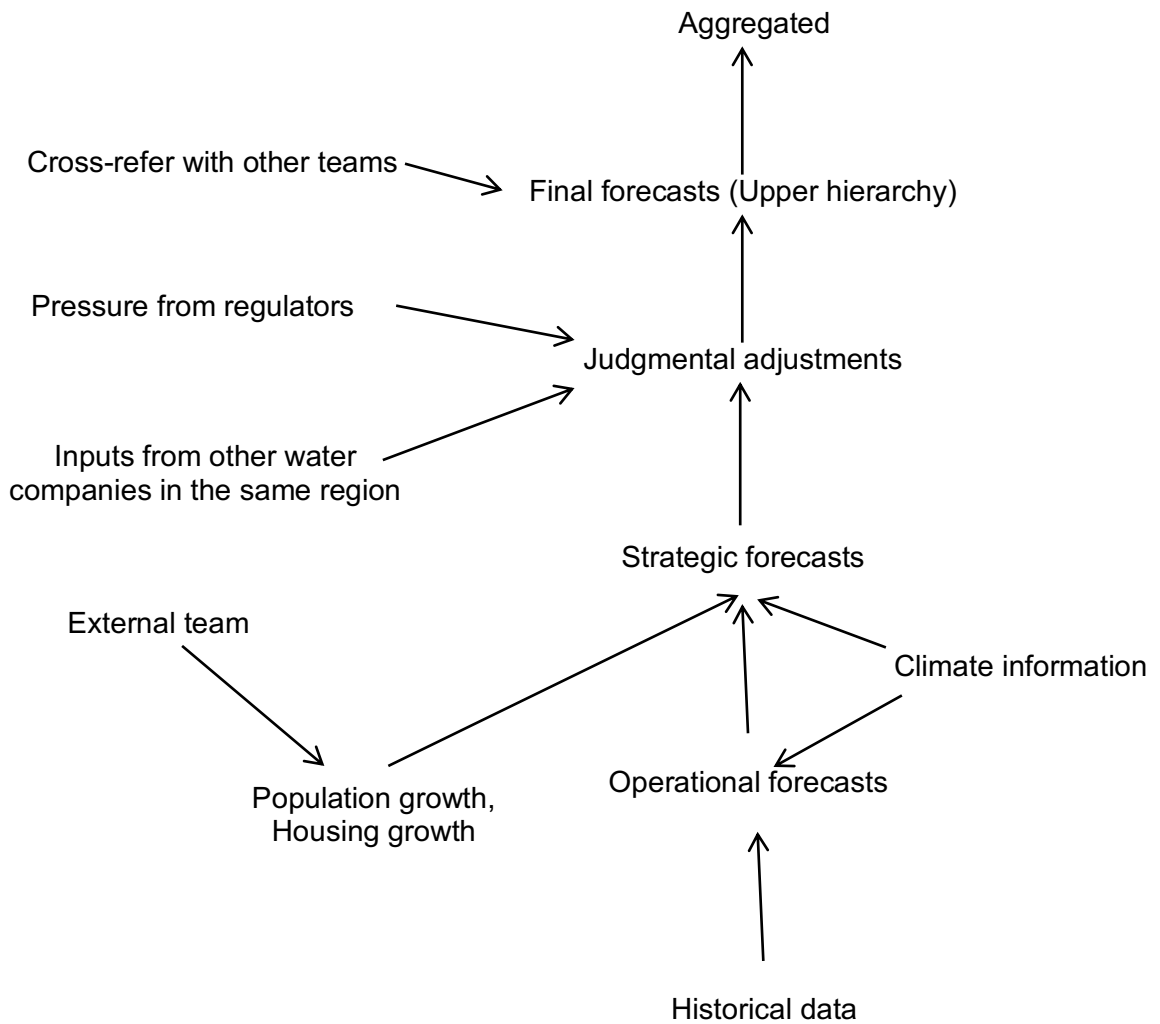 Aggregated
Cross-refer with other teams
Final forecasts (Upper hierarchy)
Pressure from regulators
Judgmental adjustments
Inputs from other water
companies in the same region
Strategic forecasts
External team
Climate information
Operational forecasts
Population growth,
Housing growth
Historical data